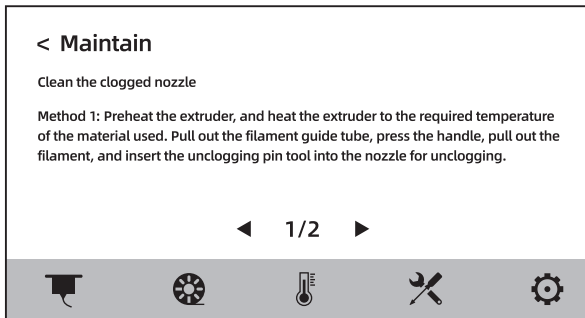 < Maintain
Clean the clogged nozzle
Method 1: Preheat the extruder, and heat the extruder to the required temperature
of the material used. Pull out the filament guide tube, press the handle, pull out the
filament, and insert the unclogging pin tool into the nozzle for unclogging.
1/2